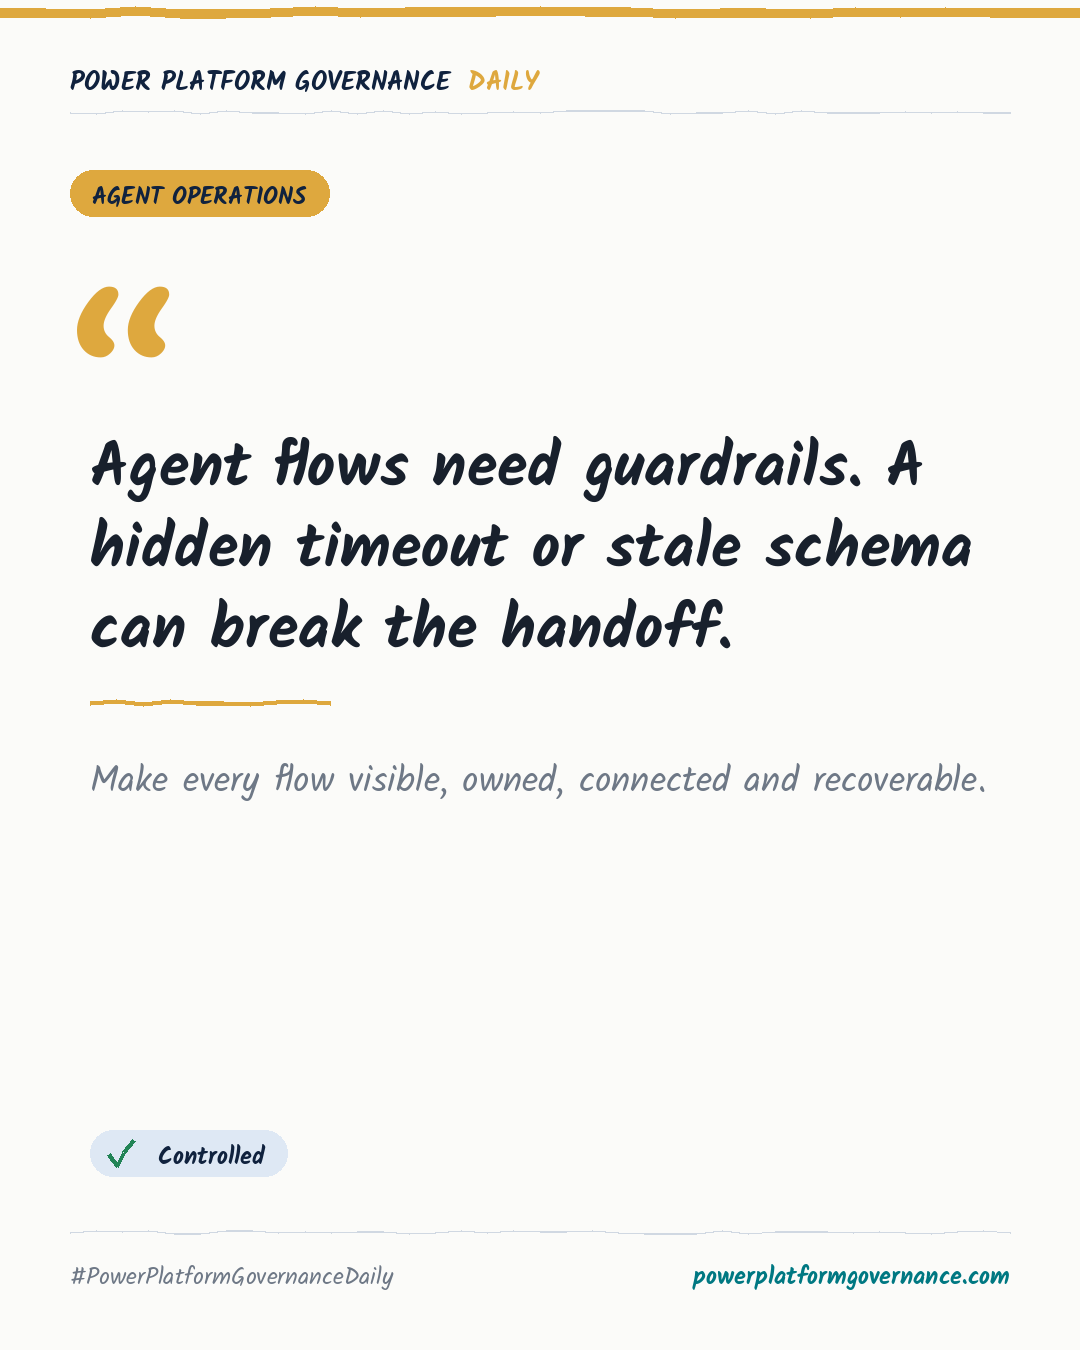 POWER PLATFORM GOVERNANCE DAILY
AGENT OPERATIONS
“
Agent flows need guardrails. A
hidden timeout or stale schema
can break the handoff.
Make every flow visible, owned, connected and recoverable.
✓ Controlled
#PowerPlatformGovernanceDaily
powerplatformgovernance.com